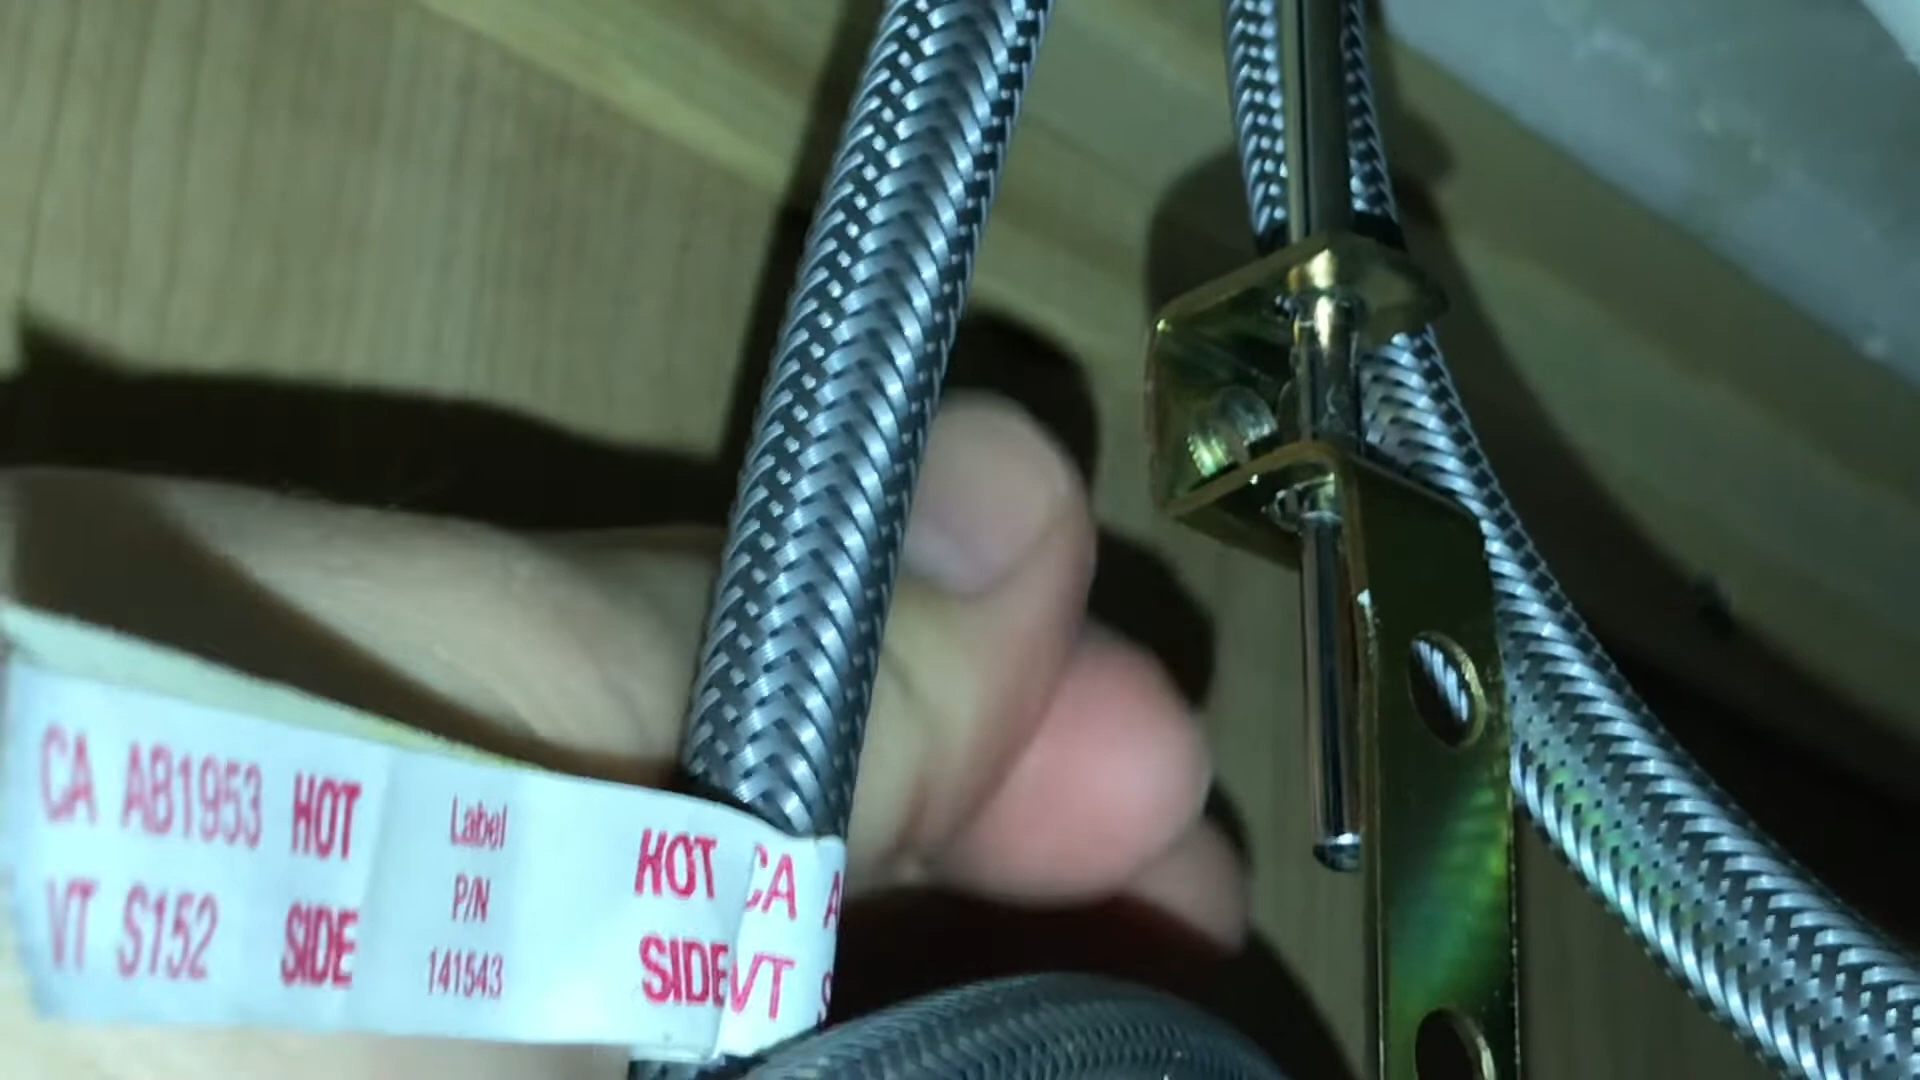 CA AB1953 HOT
VT S152 SIDE
Label
P/N
141543
HOT
SIDE
CA A
VT S